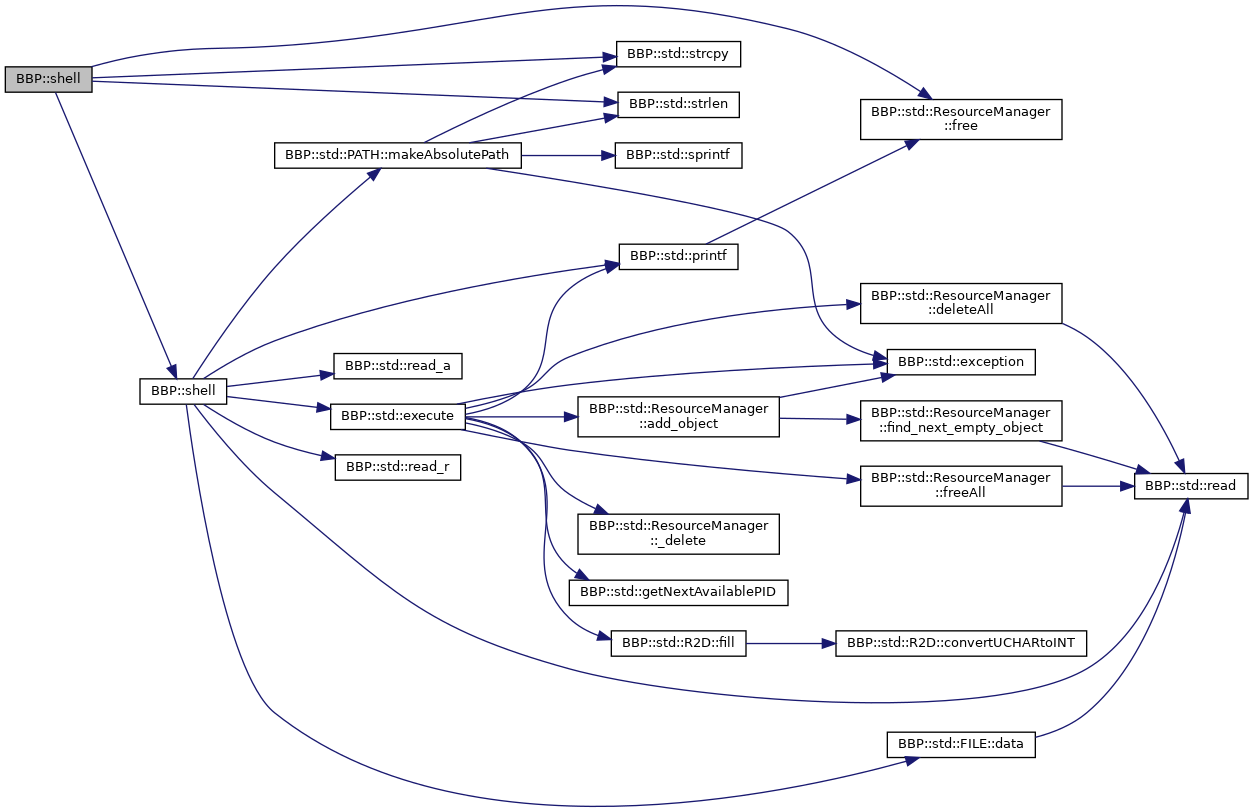 BBP::shell
BBP::shell
BBP::std::PATH::makeAbsolutePath
BBP::std::read_a
BBP::std::execute
BBP::std::read_r
BBP::std::strcpy
BBP::std::strlen
BBP::std::sprintf
BBP::std::printf
BBP::std::ResourceManager
::add_object
BBP::std::ResourceManager
::_delete
BBP::std::getNextAvailablePID
BBP::std::R2D::fill
BBP::std::ResourceManager
::free
BBP::std::ResourceManager
::deleteAll
BBP::std::exception
BBP::std::ResourceManager
::find_next_empty_object
BBP::std::ResourceManager
::freeAll
BBP::std::R2D::convertUCHARtoINT
BBP::std::FILE::data
BBP::std::read